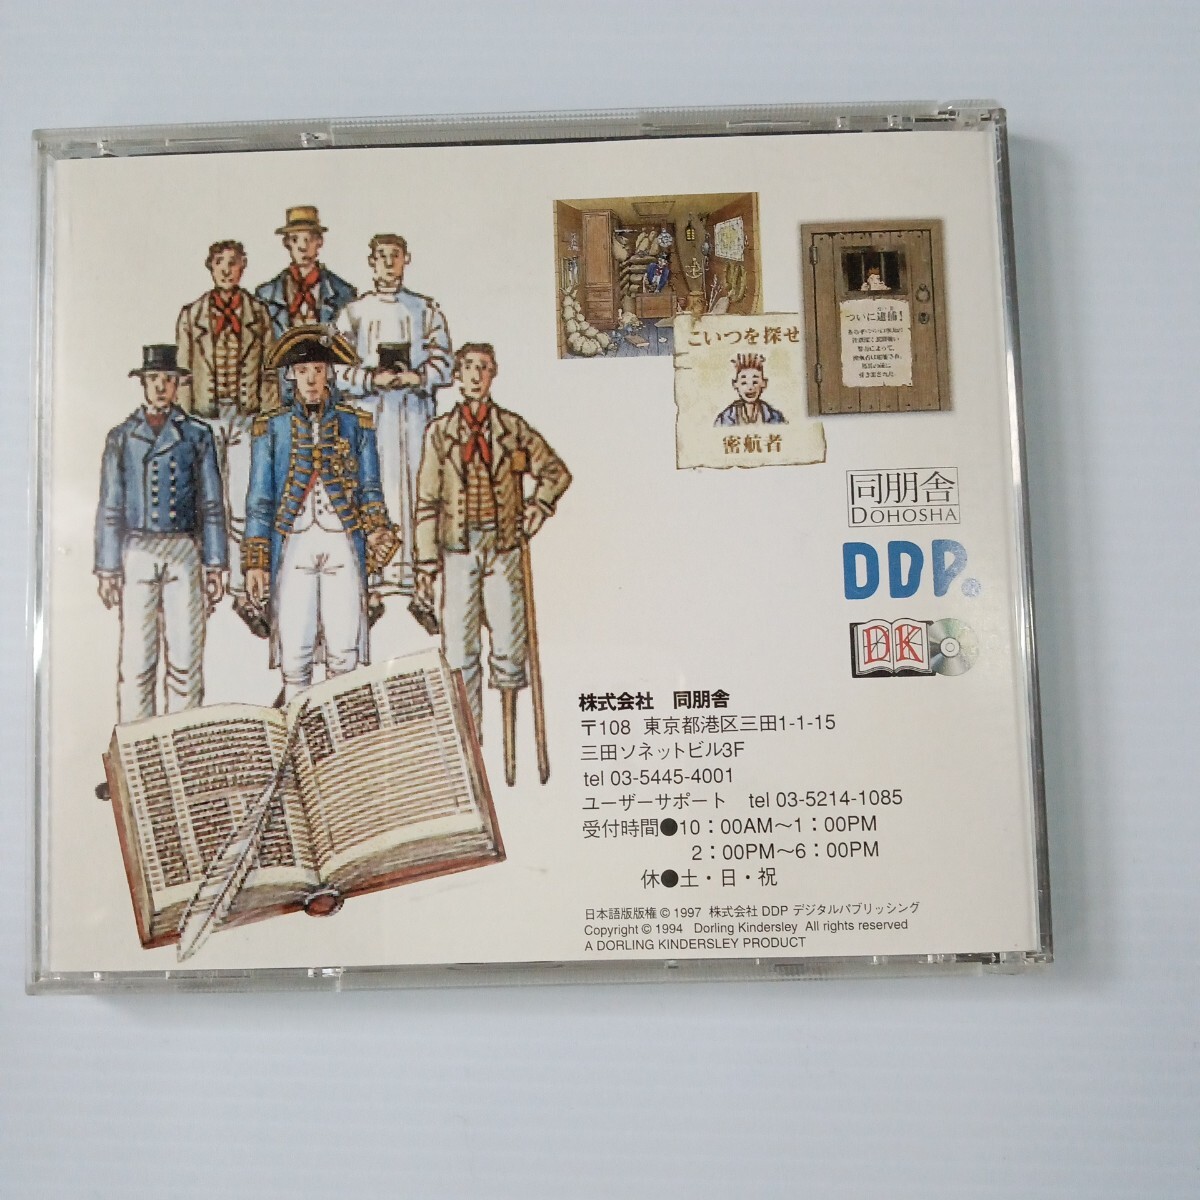 こいつを探せ
密航者
ついに逮捕！
同朋舎
DOHOSHA
DDP.
DK
株式会社 同朋舎
〒108 東京都港区三田1-1-15
三田ソネットビル3F
tel 03-5445-4001
ユーザーサポート tel 03-5214-1085
受付時間●10：00AM〜1：00PM
2：00PM〜6：00PM
休●土・日・祝
日本語版版権 © 1997 株式会社 DDP デジタルパブリッシング
Copyright © 1994 Dorling Kindersley All rights reserved
A DORLING KINDERSLEY PRODUCT